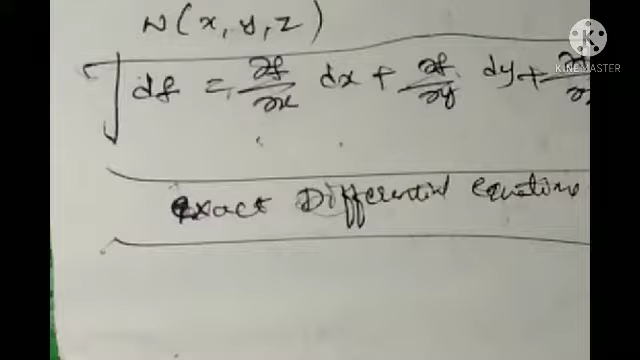 N(x, y, z)
df = ∂f/∂x dx + ∂f/∂y dy + ∂f
KINEMASTER
exact Differential equations